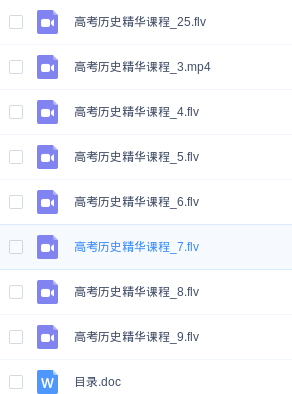 高考历史精华课程_25.flv
高考历史精华课程_3.mp4
高考历史精华课程_4.flv
高考历史精华课程_5.flv
高考历史精华课程_6.flv
高考历史精华课程_7.flv
高考历史精华课程_8.flv
高考历史精华课程_9.flv
W 目录.doc